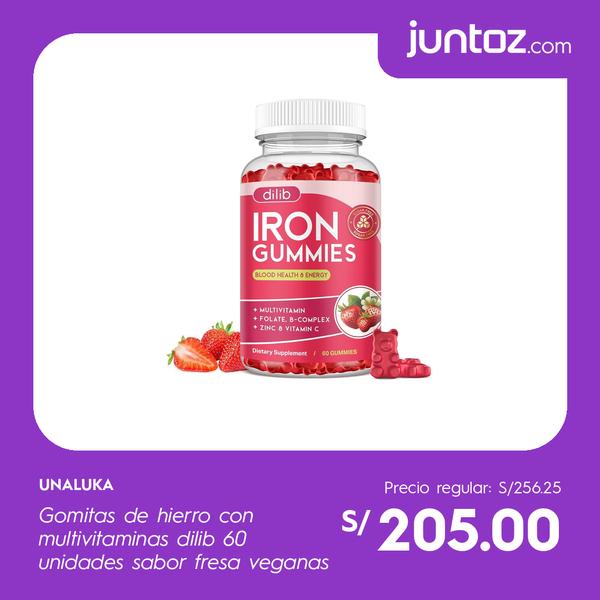 juntoz.com
dilib
IRON
GUMMIES
BLOOD HEALTH & ENERGY
+ MULTIVITAMIN
+ FOLATE, B-COMPLEX
+ ZINC & VITAMIN C
Dietary Supplement / 60 GUMMIES
UNALUKA
Gomitas de hierro con
multivitaminas dilib 60
unidades sabor fresa veganas
Precio regular: S/256.25
S/ 205.00